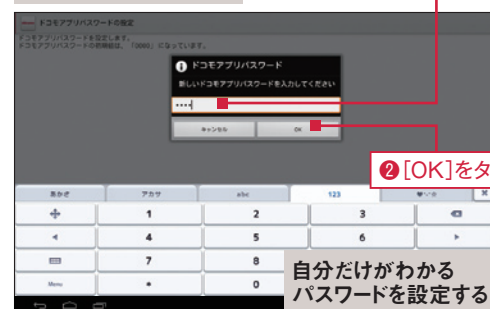 ドコモアプリパスワードの設定
ドコモアプリパスワードを設定します。
ドコモアプリパスワードの初期値は、「0000」になっています。
ドコモアプリパスワード
新しいドコモアプリパスワードを入力してください
••••
キャンセル OK
❷[OK]をタ
あかさ アカサ abc 123
1 2 3
4 5 6
7 8
Menu * 0
自分だけがわかる
パスワードを設定する